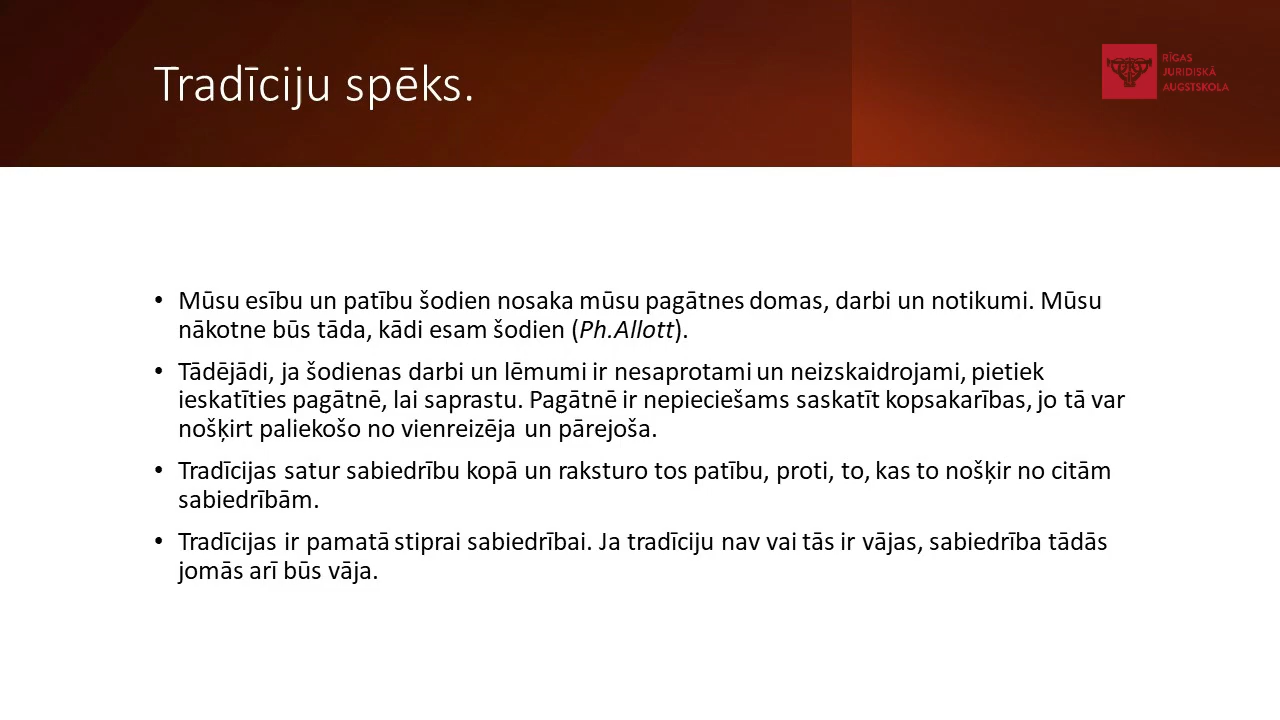 Tradīciju spēks.
RĪGAS
JURIDISKĀ
AUGSTSKOLA
• Mūsu esību un patību šodien nosaka mūsu pagātnes domas, darbi un notikumi. Mūsu
nākotne būs tāda, kādi esam šodien (Ph.Allott).
• Tādējādi, ja šodienas darbi un lēmumi ir nesaprotami un neizskaidrojami, pietiek
ieskatīties pagātnē, lai saprastu. Pagātnē ir nepieciešams saskatīt kopsakarības, jo tā var
nošķirt paliekošo no vienreizēja un pārejoša.
• Tradīcijas satur sabiedrību kopā un raksturo tos patību, proti, to, kas to nošķir no citām
sabiedrībām.
• Tradīcijas ir pamatā stiprai sabiedrībai. Ja tradīciju nav vai tās ir vājas, sabiedrība tādās
jomās arī būs vāja.